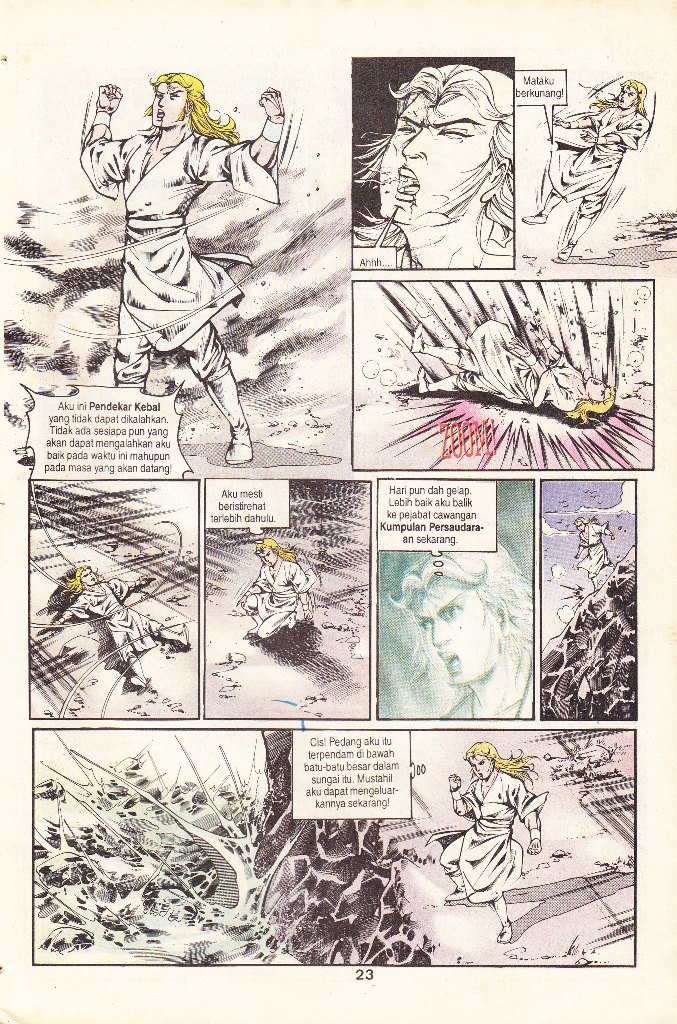 Aku ini Pendekar Kebal
yang tidak dapat dikalahkan.
Tidak ada sesiapa pun yang
akan dapat mengalahkan aku
baik pada waktu ini mahupun
pada masa yang akan datang!
Ahhh...
Mataku
berkunang!
ZOOM!
Aku mesti
beristirehat
terlebih dahulu.
Hari pun dah gelap.
Lebih baik aku balik
ke pejabat cawangan
Kumpulan Persaudara-
an sekarang.
Cis! Pedang aku itu
terpendam di bawah
batu-batu besar dalam
sungai itu. Mustahil
aku dapat mengeluar-
kannya sekarang!
23